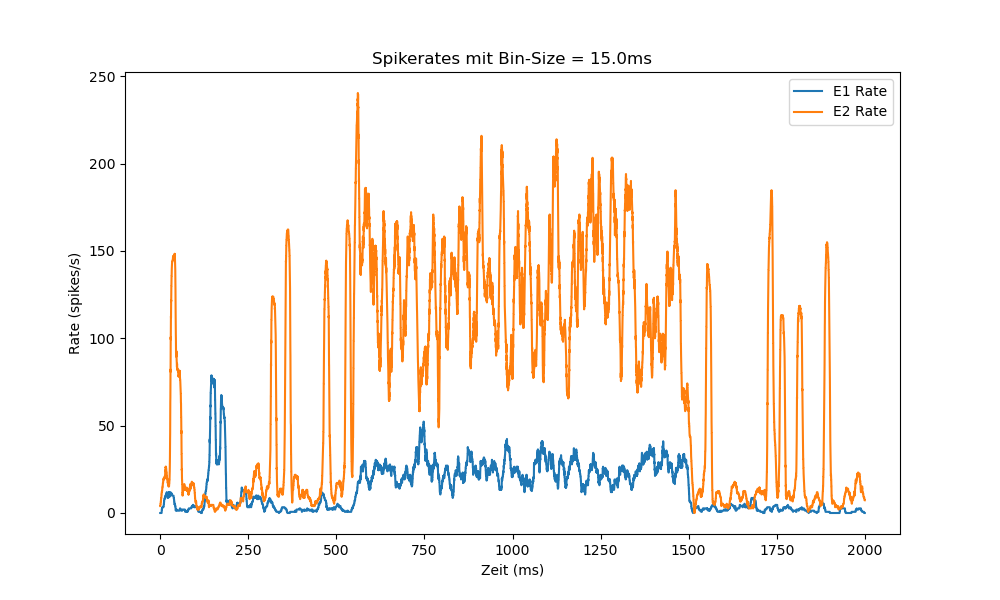 Spikerates mit Bin-Size = 15.0ms
E1 Rate
E2 Rate
250
200
150
100
50
0
Rate (spikes/s)
0 250 500 750 1000 1250 1500 1750 2000
Zeit (ms)